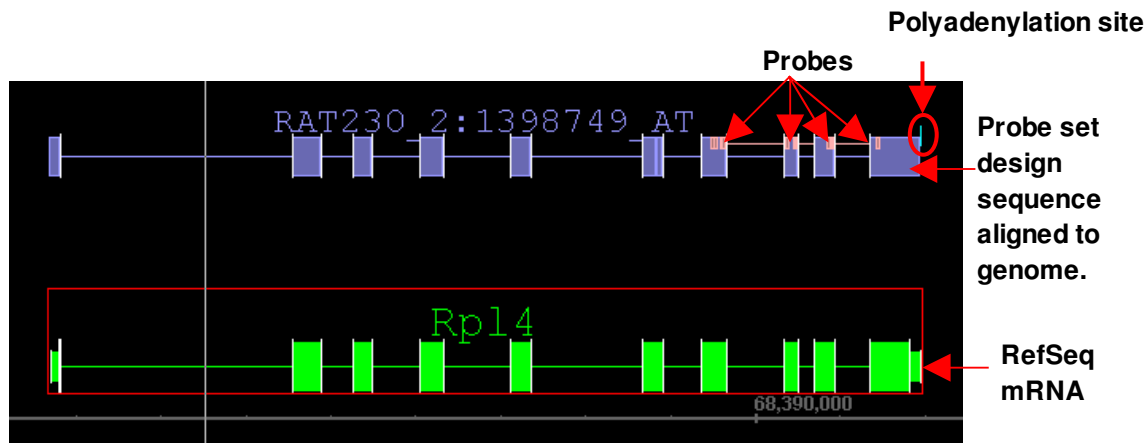 Polyadenylation site
Probes
RAT230_2:1398749_AT
Probe set
design
sequence
aligned to
genome.
Rpl4
RefSeq
mRNA
68,390,000